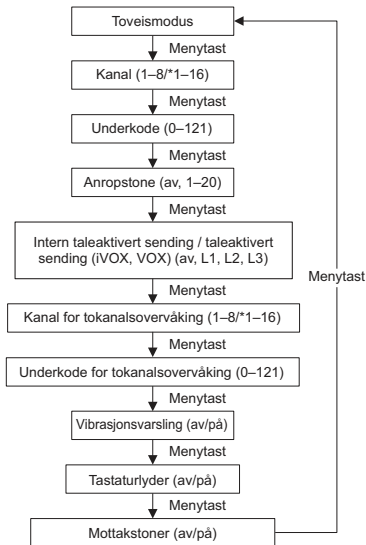 Toveismodus
Menytast
Kanal (1–8/*1–16)
Menytast
Underkode (0–121)
Menytast
Anropstone (av, 1–20)
Menytast
Intern taleaktivert sending / taleaktivert
sending (iVOX, VOX) (av, L1, L2, L3)
Menytast
Menytast
Kanal for tokanalsovervåking (1–8/*1–16)
Menytast
Underkode for tokanalsovervåking (0–121)
Menytast
Vibrasjonsvarsling (av/på)
Menytast
Tastaturlyder (av/på)
Menytast
Mottakstoner (av/på)